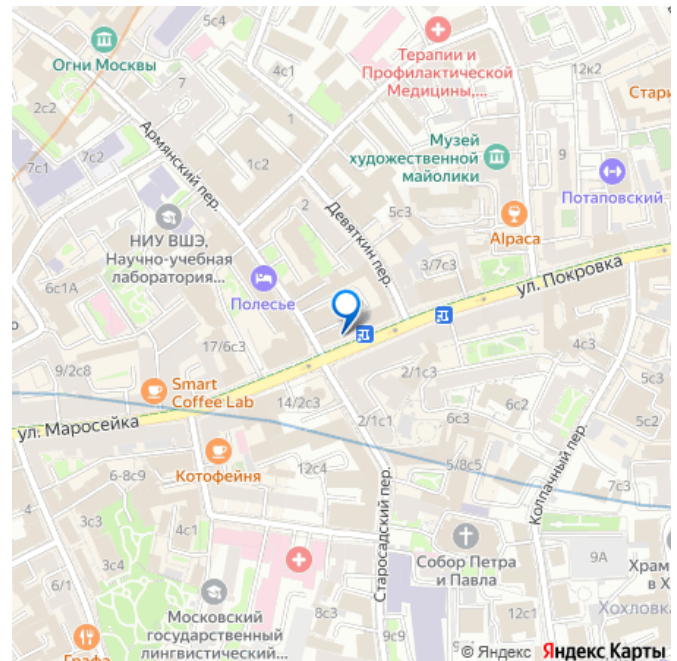 5с4
12к2
Огни Москвы
4с1
Терапии и
Профилактической
Медицины,...
Стари
2с2
7
7с2
7с1
Армянский пер.
1с2
Музей
художественной
майолики
9
Потаповский
2
Девяткин пер.
5с3
Alpaca
НИУ ВШЭ,
Научно-учебная
лаборатория...
3/7с3
ул. Покровка
6с1А
Полесье
17/6с3
4с3
9/2с8
Smart
Coffee Lab
14/2с3
2/1с3
2/1с1
6с3
6с2
5с3
5с2
ул. Маросейка
Котофейня
12с4
5/8с5
Колпачный пер.
7с3
6-8с9
3с3
4с1
Старосадский пер.
Собор Петра
и Павла
9А
Храм
в Х
Хохловк
3с4
6/1
Московский
государственный
лингвистический...
8с3
9с9
12с1
Графа
© Яндекс Яндекс Карты